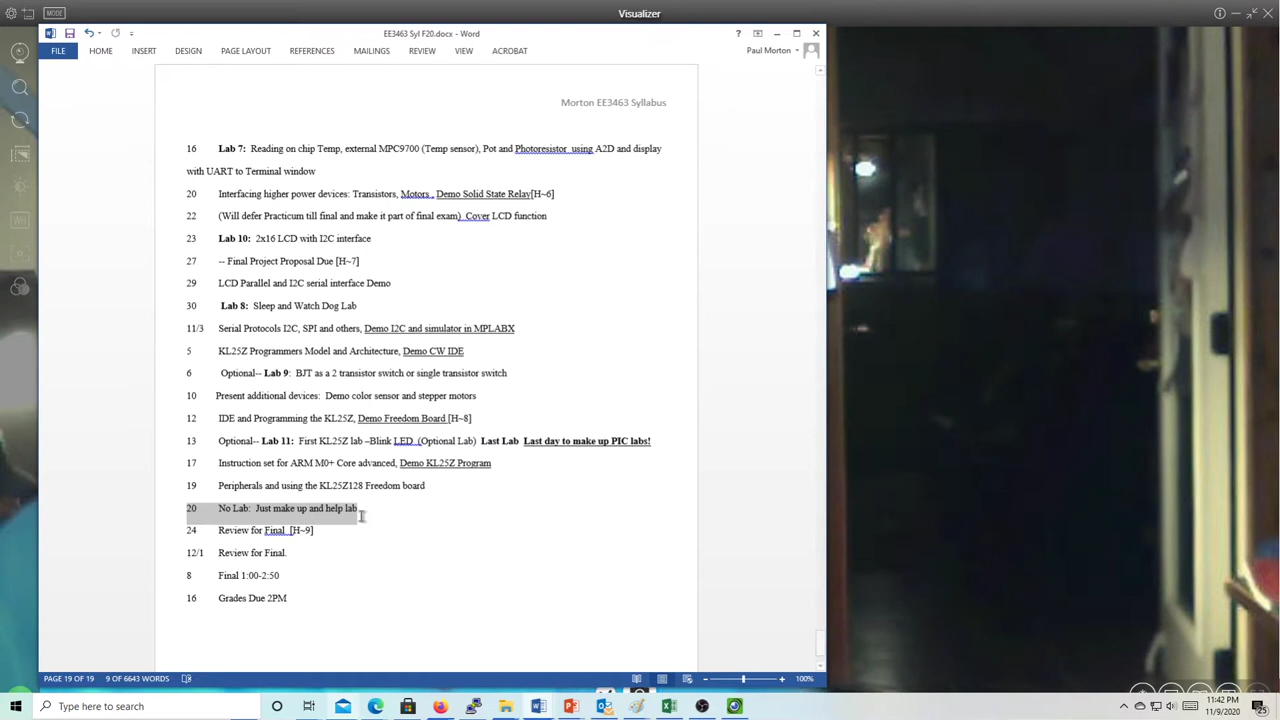 MODE
Visualizer
EE3463 Syl F20.docx - Word
FILE HOME INSERT DESIGN PAGE LAYOUT REFERENCES MAILINGS REVIEW VIEW ACROBAT
Paul Morton
Morton EE3463 Syllabus
16 Lab 7: Reading on chip Temp, external MPC9700 (Temp sensor), Pot and Photoresistor using A2D and display
with UART to Terminal window
20 Interfacing higher power devices: Transistors, Motors , Demo Solid State Relay[H~6]
22 (Will defer Practicum till final and make it part of final exam) Cover LCD function
23 Lab 10: 2x16 LCD with I2C interface
27 -- Final Project Proposal Due [H~7]
29 LCD Parallel and I2C serial interface Demo
30 Lab 8: Sleep and Watch Dog Lab
11/3 Serial Protocols I2C, SPI and others, Demo I2C and simulator in MPLABX
5 KL25Z Programmers Model and Architecture, Demo CW IDE
6 Optional-- Lab 9: BJT as a 2 transistor switch or single transistor switch
10 Present additional devices: Demo color sensor and stepper motors
12 IDE and Programming the KL25Z, Demo Freedom Board [H~8]
13 Optional-- Lab 11: First KL25Z lab –Blink LED (Optional Lab) Last Lab Last day to make up PIC labs!
17 Instruction set for ARM M0+ Core advanced, Demo KL25Z Program
19 Peripherals and using the KL25Z128 Freedom board
20 No Lab: Just make up and help lab
24 Review for Final [H~9]
12/1 Review for Final.
8 Final 1:00-2:50
16 Grades Due 2PM
PAGE 19 OF 19 9 OF 6643 WORDS
100%
Type here to search
11:42 PM
11/9/2020